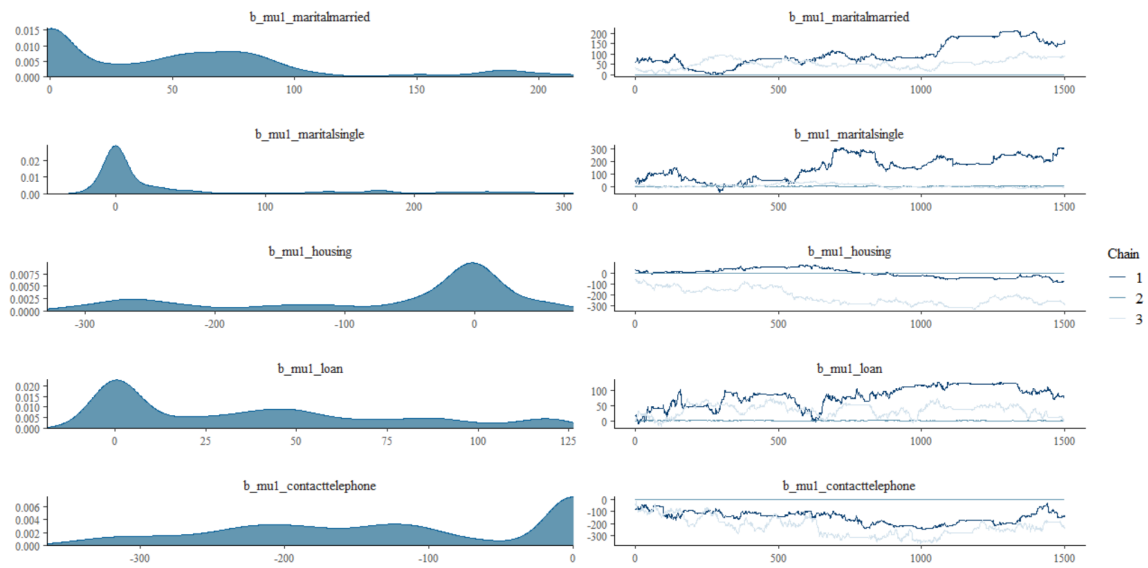 b_mu1_maritalmarried
0.015
0.010
0.005
0.000
0 50 100 150 200
b_mu1_maritalmarried
200
150
100
50
0
0 500 1000 1500
b_mu1_maritalsingle
0.02
0.01
0.00
0 100 200 300
b_mu1_maritalsingle
300
200
100
0
0 500 1000 1500
b_mu1_housing
0.0075
0.0050
0.0025
0.0000
-300 -200 -100 0
b_mu1_housing
0
-100
-200
-300
0 500 1000 1500
Chain
1
2
3
b_mu1_loan
0.020
0.015
0.010
0.005
0.000
0 25 50 75 100 125
b_mu1_loan
100
50
0
0 500 1000 1500
b_mu1_contacttelephone
0.006
0.004
0.002
0.000
-300 -200 -100 0
b_mu1_contacttelephone
0
-100
-200
-300
0 500 1000 1500